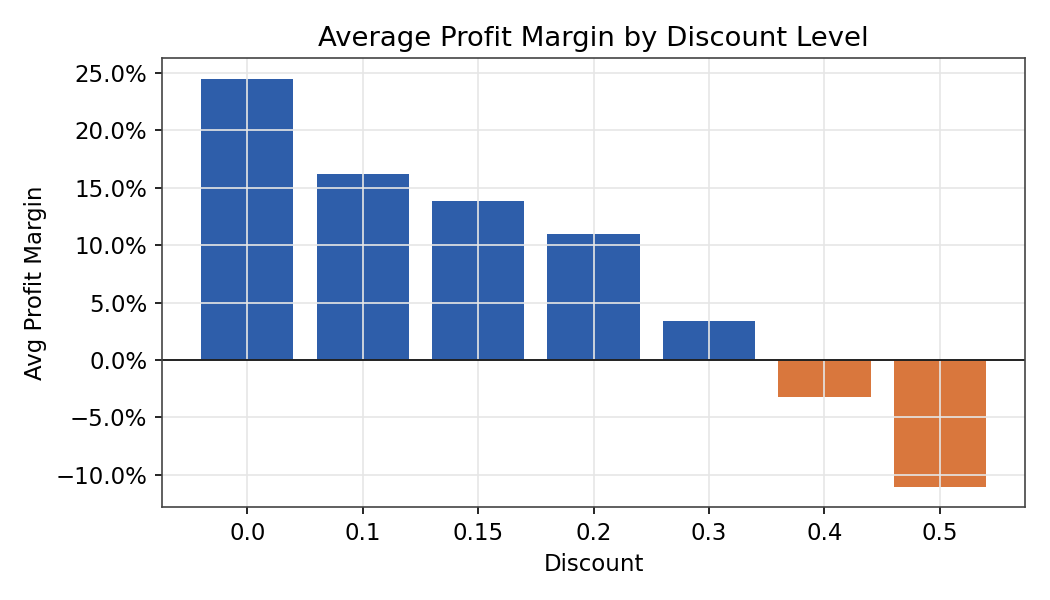 Average Profit Margin by Discount Level
25.0%
20.0%
15.0%
10.0%
5.0%
0.0%
−5.0%
−10.0%
Avg Profit Margin
0.0 0.1 0.15 0.2 0.3 0.4 0.5
Discount